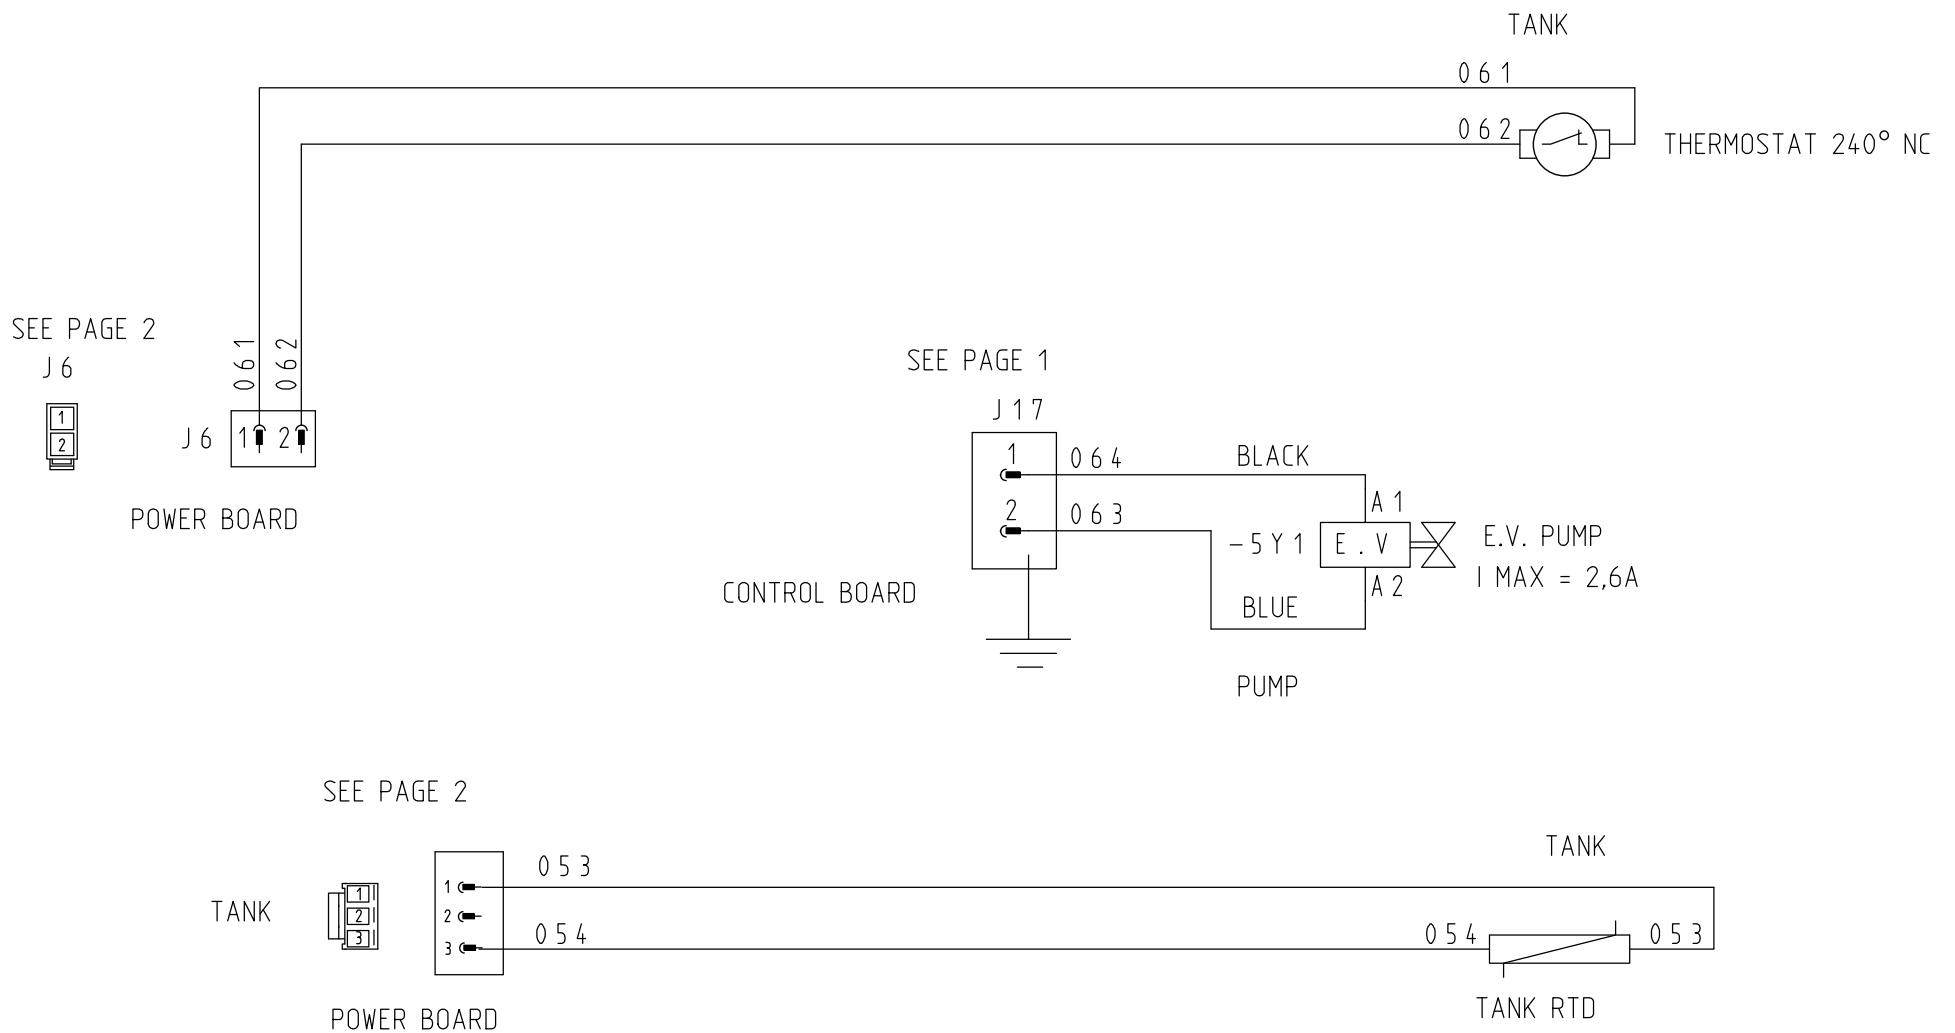 TANK
061
062
THERMOSTAT 240° NC
SEE PAGE 2
J6
1
2
061
062
J6 1 2
POWER BOARD
SEE PAGE 1
J17
1
064
BLACK
2
063
A1
-5Y1
E.V
E.V. PUMP
I MAX = 2,6A
A2
CONTROL BOARD
BLUE
PUMP
SEE PAGE 2
TANK
1
2
3
1
2
3
053
054
POWER BOARD
TANK
054
053
TANK RTD